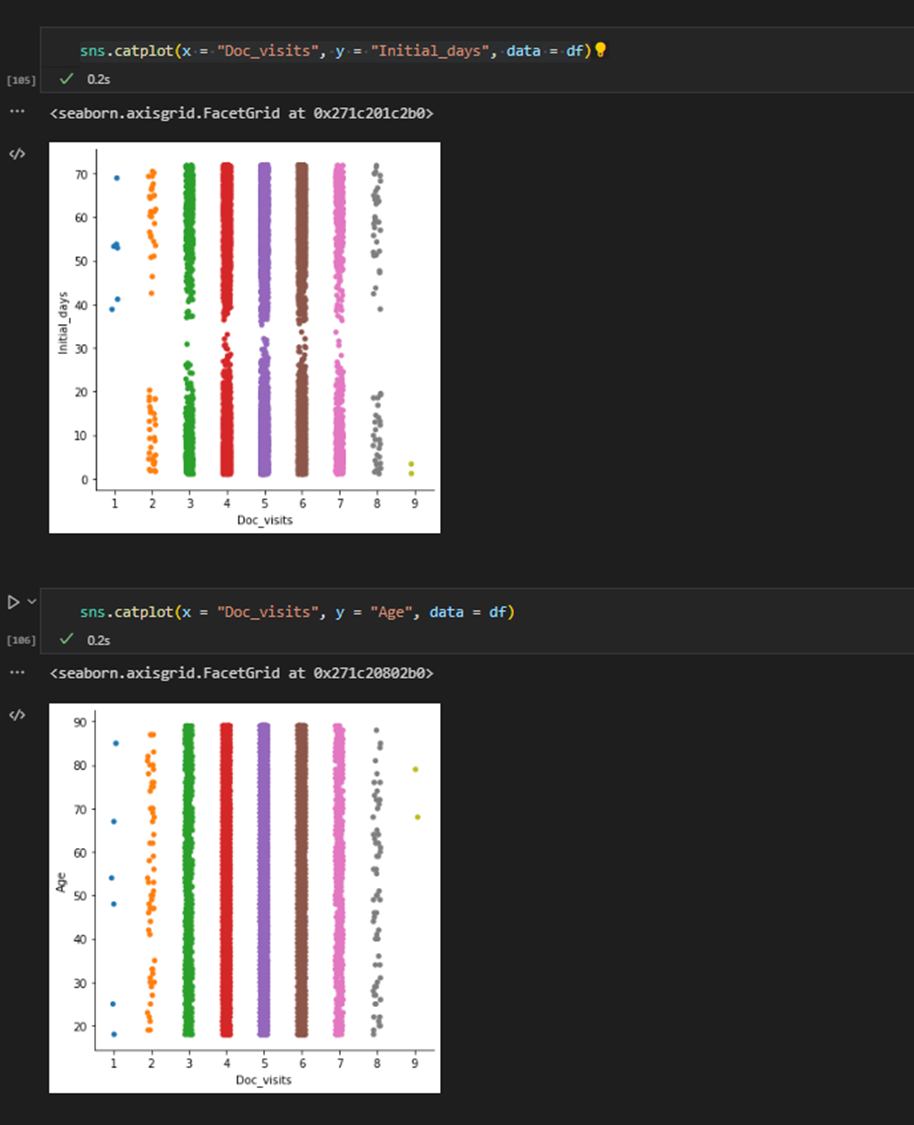 sns.catplot(x = "Doc_visits", y = "Initial_days", data = df)
[105]
0.2s
...
<seaborn.axisgrid.FacetGrid at 0x271c201c2b0>
70
60
50
40
30
20
10
0
Initial_days
1 2 3 4 5 6 7 8 9
Doc_visits
sns.catplot(x = "Doc_visits", y = "Age", data = df)
[106]
0.2s
...
<seaborn.axisgrid.FacetGrid at 0x271c20802b0>
90
80
70
60
50
40
30
20
Age
1 2 3 4 5 6 7 8 9
Doc_visits